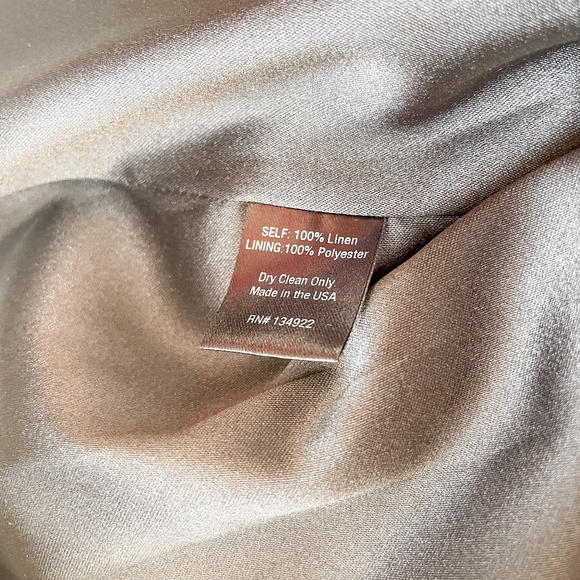 SELF: 100% Linen
LINING:100% Polyester
Dry Clean Only
Made in the USA
RN# 134922